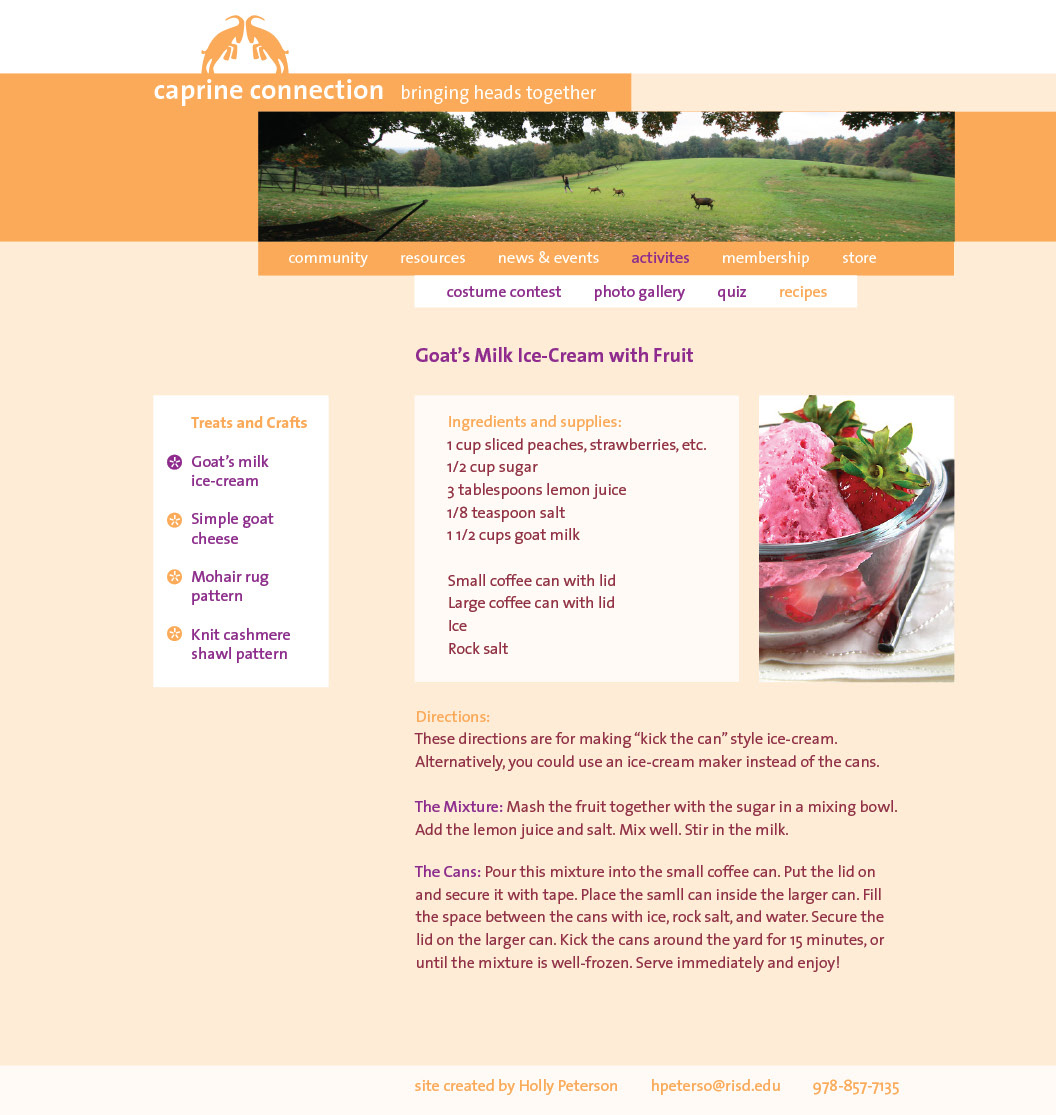 caprine connection bringing heads together
community resources news & events activites membership store
costume contest photo gallery quiz recipes
Goat’s Milk Ice-Cream with Fruit
Treats and Crafts
Goat’s milk
ice-cream
Simple goat
cheese
Mohair rug
pattern
Knit cashmere
shawl pattern
Ingredients and supplies:
1 cup sliced peaches, strawberries, etc.
1/2 cup sugar
3 tablespoons lemon juice
1/8 teaspoon salt
1 1/2 cups goat milk
Small coffee can with lid
Large coffee can with lid
Ice
Rock salt
Directions:
These directions are for making “kick the can” style ice-cream.
Alternatively, you could use an ice-cream maker instead of the cans.
The Mixture: Mash the fruit together with the sugar in a mixing bowl.
Add the lemon juice and salt. Mix well. Stir in the milk.
The Cans: Pour this mixture into the small coffee can. Put the lid on
and secure it with tape. Place the samll can inside the larger can. Fill
the space between the cans with ice, rock salt, and water. Secure the
lid on the larger can. Kick the cans around the yard for 15 minutes, or
until the mixture is well-frozen. Serve immediately and enjoy!
site created by Holly Peterson hpeterso@risd.edu 978-857-7135